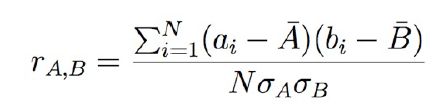 r_{A,B} = \frac{\sum_{i=1}^{N}(a_i - \bar{A})(b_i - \bar{B})}{N\sigma_A\sigma_B}